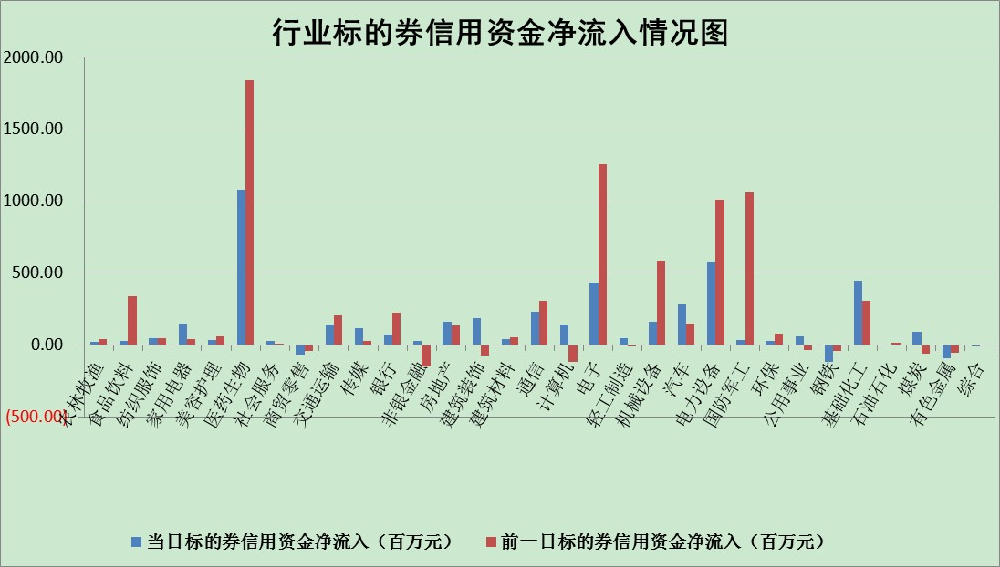 行业标的券信用资金净流入情况图
2000.00
1500.00
1000.00
500.00
0.00
(500.00)
农林牧渔
食品饮料
纺织服饰
家用电器
美容护理
医药生物
社会服务
商贸零售
交通运输
传媒
银行
非银金融
房地产
建筑装饰
建筑材料
通信
计算机
电子
轻工制造
机械设备
汽车
电力设备
国防军工
环保
公用事业
钢铁
基础化工
石油石化
煤炭
有色金属
综合
当日标的券信用资金净流入（百万元）
前一日标的券信用资金净流入（百万元）